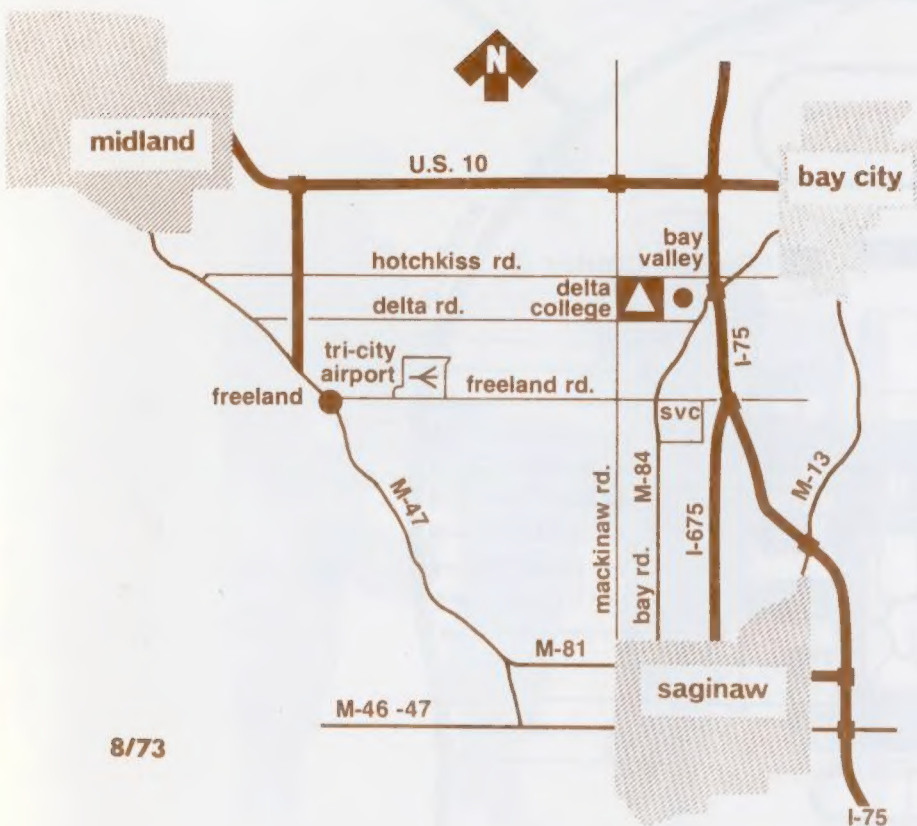 N
midland
U.S. 10
bay city
bay
valley
hotchkiss rd.
delta
college
delta rd.
I-75
tri-city
airport
freeland rd.
freeland
svc
M-47
mackinaw rd.
M-84
bay rd.
I-675
M-13
M-81
saginaw
M-46 -47
8/73
I-75